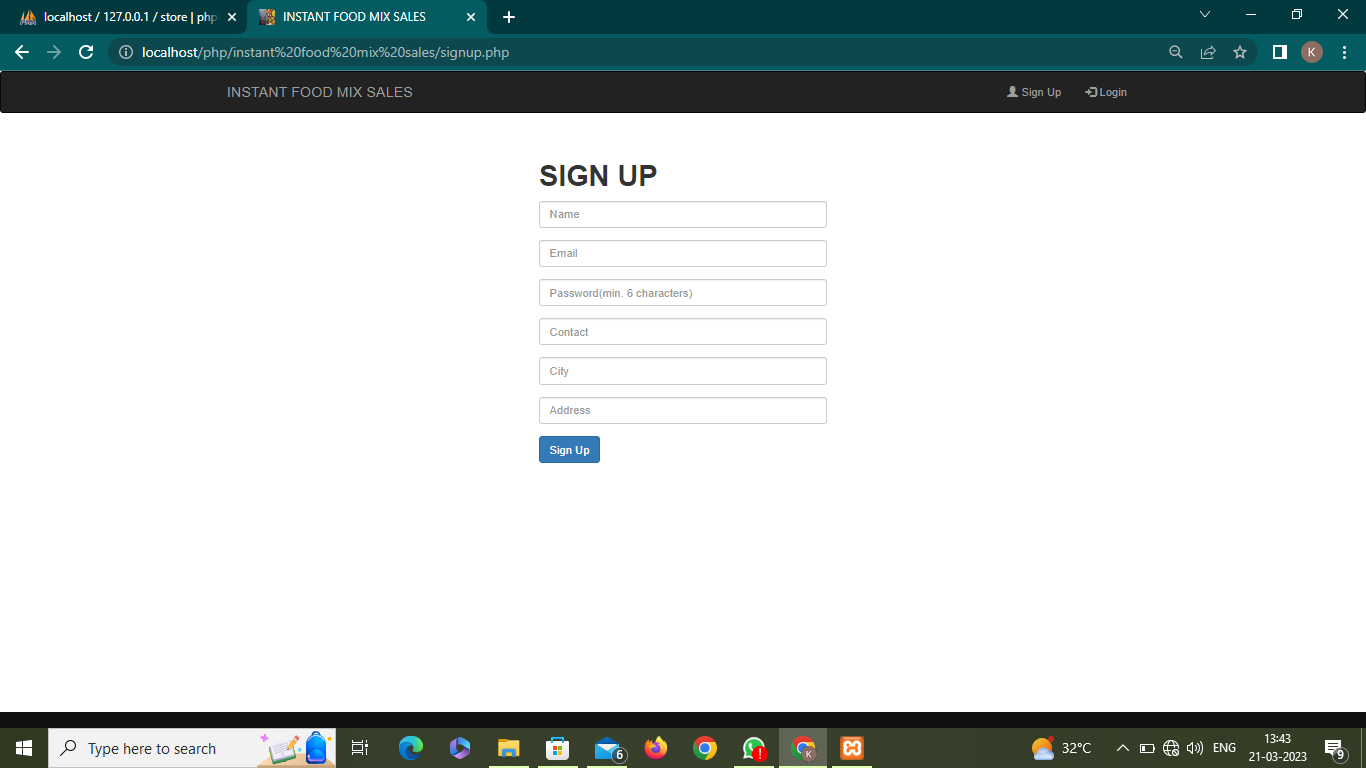 localhost / 127.0.0.1 / store | php
INSTANT FOOD MIX SALES
localhost/php/instant%20food%20mix%20sales/signup.php
K
INSTANT FOOD MIX SALES
Sign Up
Login
SIGN UP
Name
Email
Password(min. 6 characters)
Contact
City
Address
Sign Up
Type here to search
6
K
32°C
ENG
13:43
21-03-2023
9